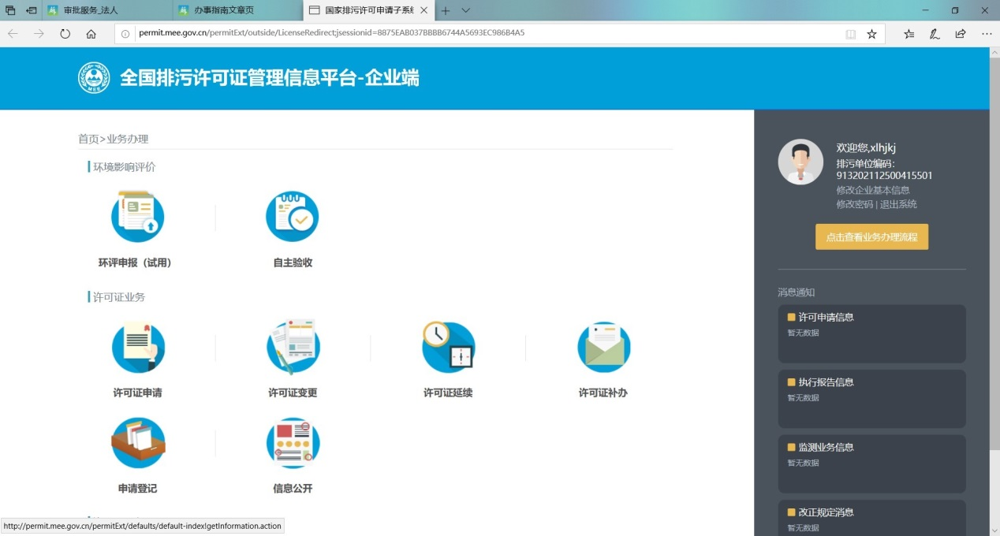 审批服务_法人
办事指南文章页
国家排污许可申请子系统
permit.mee.gov.cn/permitExt/outside/LicenseRedirect;jsessionid=8875EAB037BBBB6744A5693EC986B4A5
MEE
全国排污许可证管理信息平台-企业端
首页>业务办理
环境影响评价
环评申报（试用）
自主验收
许可证业务
许可证申请
许可证变更
许可证延续
许可证补办
申请登记
信息公开
http://permit.mee.gov.cn/permitExt/defaults/default-index!getInformation.action
欢迎您,xlhjkj
排污单位编码：
913202112500415501
修改企业基本信息
修改密码 | 退出系统
点击查看业务办理流程
消息通知
许可申请信息
暂无数据
执行报告信息
暂无数据
监测业务信息
暂无数据
改正规定消息
暂无数据